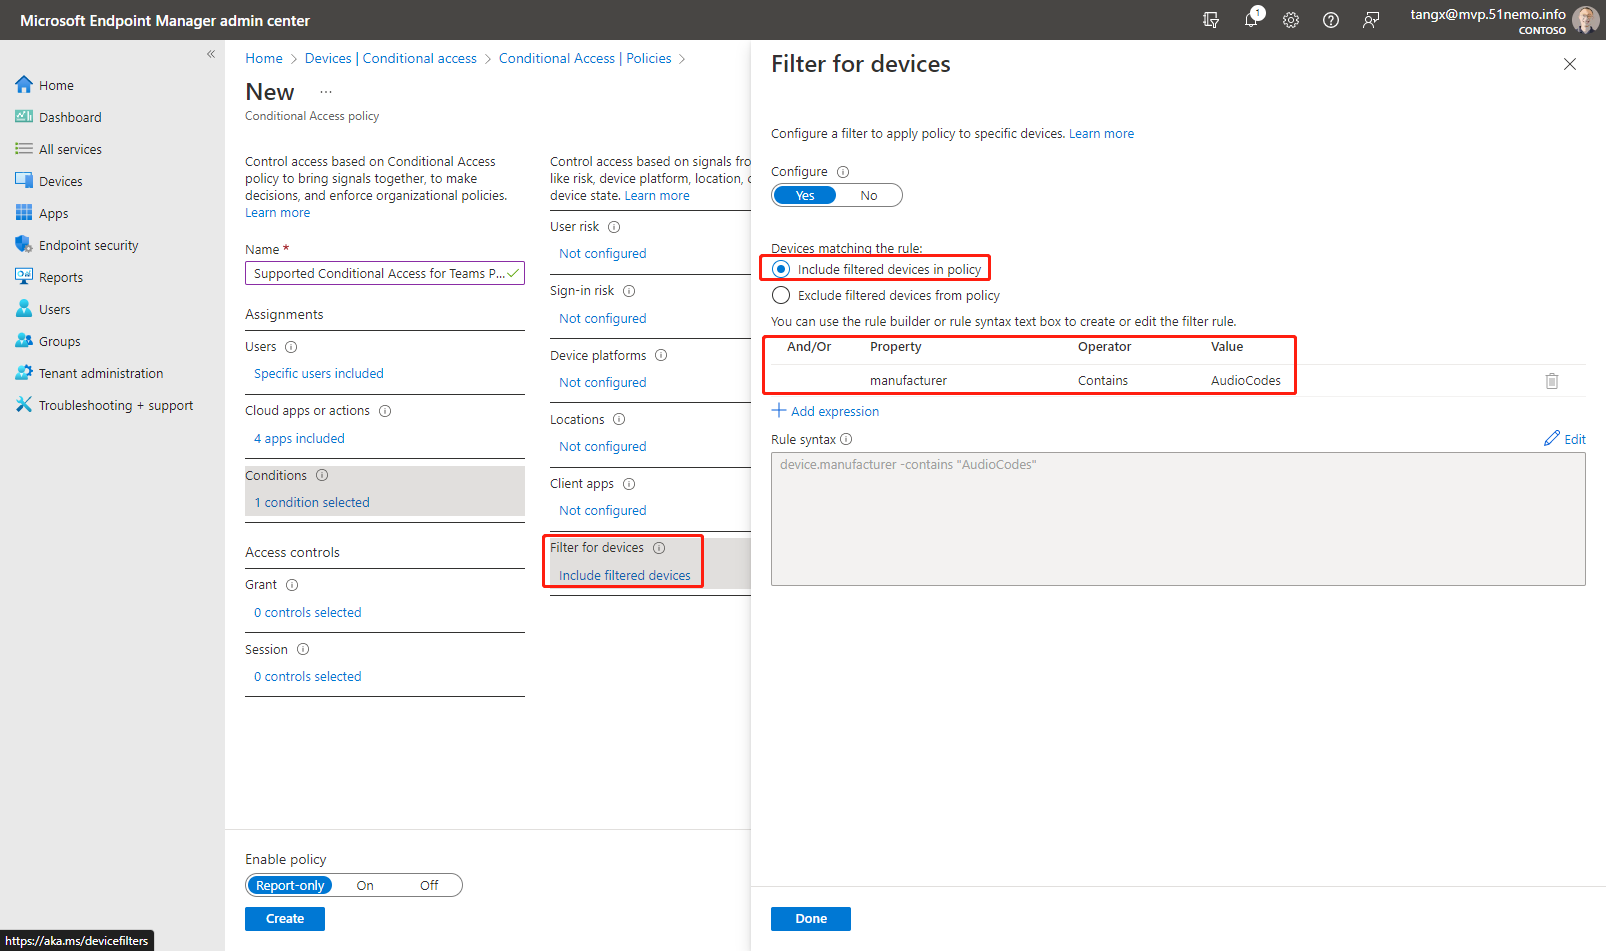 Microsoft Endpoint Manager admin center
1
tangx@mvp.51nemo.info
CONTOSO
«
Home
Dashboard
All services
Devices
Apps
Endpoint security
Reports
Users
Groups
Tenant administration
Troubleshooting + support
Home > Devices | Conditional access > Conditional Access | Policies >
New ...
Conditional Access policy
Control access based on Conditional Access
policy to bring signals together, to make
decisions, and enforce organizational policies.
Learn more
Name *
Supported Conditional Access for Teams P...
Assignments
Users
Specific users included
Cloud apps or actions
4 apps included
Conditions
1 condition selected
Access controls
Grant
0 controls selected
Session
0 controls selected
Enable policy
Report-only On Off
Create
Control access based on signals fro
like risk, device platform, location, c
device state. Learn more
User risk
Not configured
Sign-in risk
Not configured
Device platforms
Not configured
Locations
Not configured
Client apps
Not configured
Filter for devices
Include filtered devices
Filter for devices
Configure a filter to apply policy to specific devices. Learn more
Configure
Yes No
Devices matching the rule:
Include filtered devices in policy
Exclude filtered devices from policy
You can use the rule builder or rule syntax text box to create or edit the filter rule.
And/Or Property Operator Value
manufacturer Contains AudioCodes
+ Add expression
Rule syntax
Edit
device.manufacturer -contains "AudioCodes"
Done
https://aka.ms/devicefilters